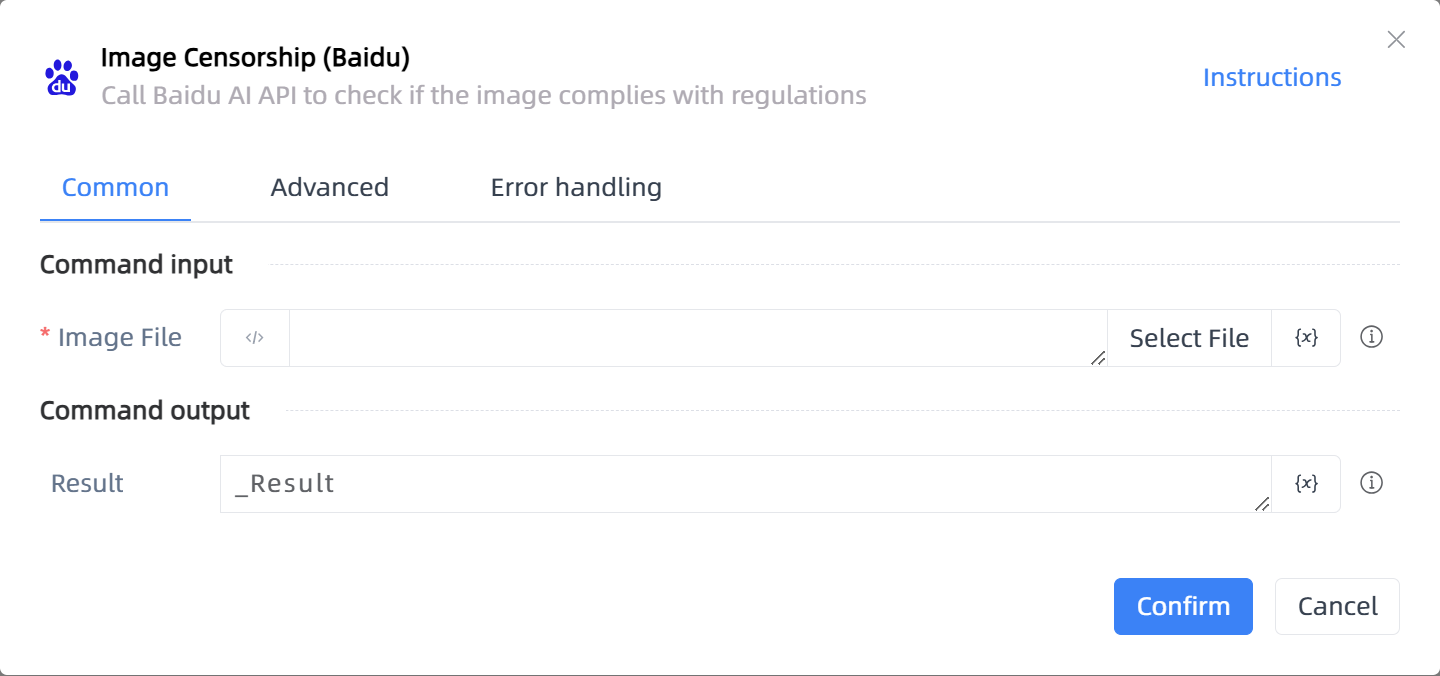 Image Censorship (Baidu)
du
Call Baidu AI API to check if the image complies with regulations
Instructions
Common Advanced Error handling
Command input
* Image File </> Select File {x}
Command output
Result _Result {x}
Confirm Cancel